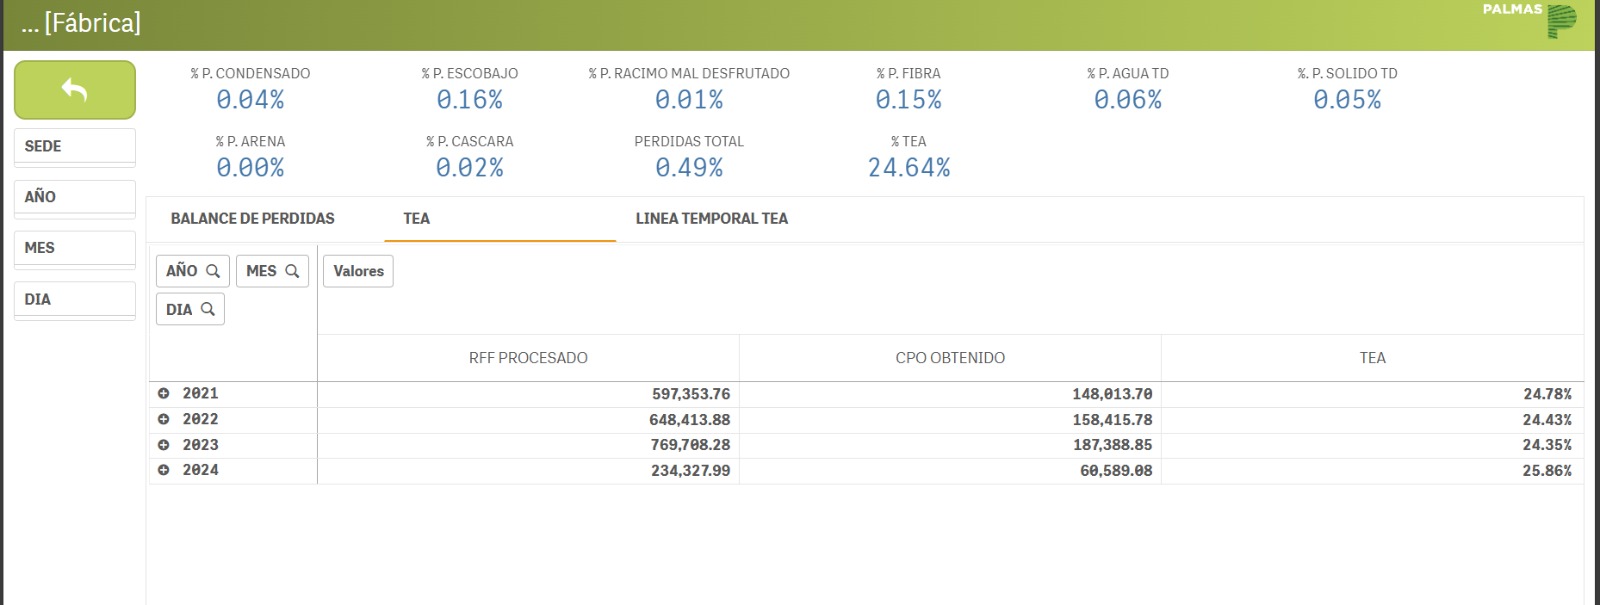 ... [Fábrica]
PALMAS
% P. CONDENSADO % P. ESCOBAJO % P. RACIMO MAL DESFRUTADO % P. FIBRA % P. AGUA TD %. P. SOLIDO TD
0.04% 0.16% 0.01% 0.15% 0.06% 0.05%
% P. ARENA % P. CASCARA PERDIDAS TOTAL % TEA
0.00% 0.02% 0.49% 24.64%
SEDE
AÑO
MES
DIA
BALANCE DE PERDIDAS TEA LINEA TEMPORAL TEA
AÑO MES Valores
DIA
RFF PROCESADO CPO OBTENIDO TEA
2021 597,353.76 148,013.70 24.78%
2022 648,413.88 158,415.78 24.43%
2023 769,708.28 187,388.85 24.35%
2024 234,327.99 60,589.08 25.86%